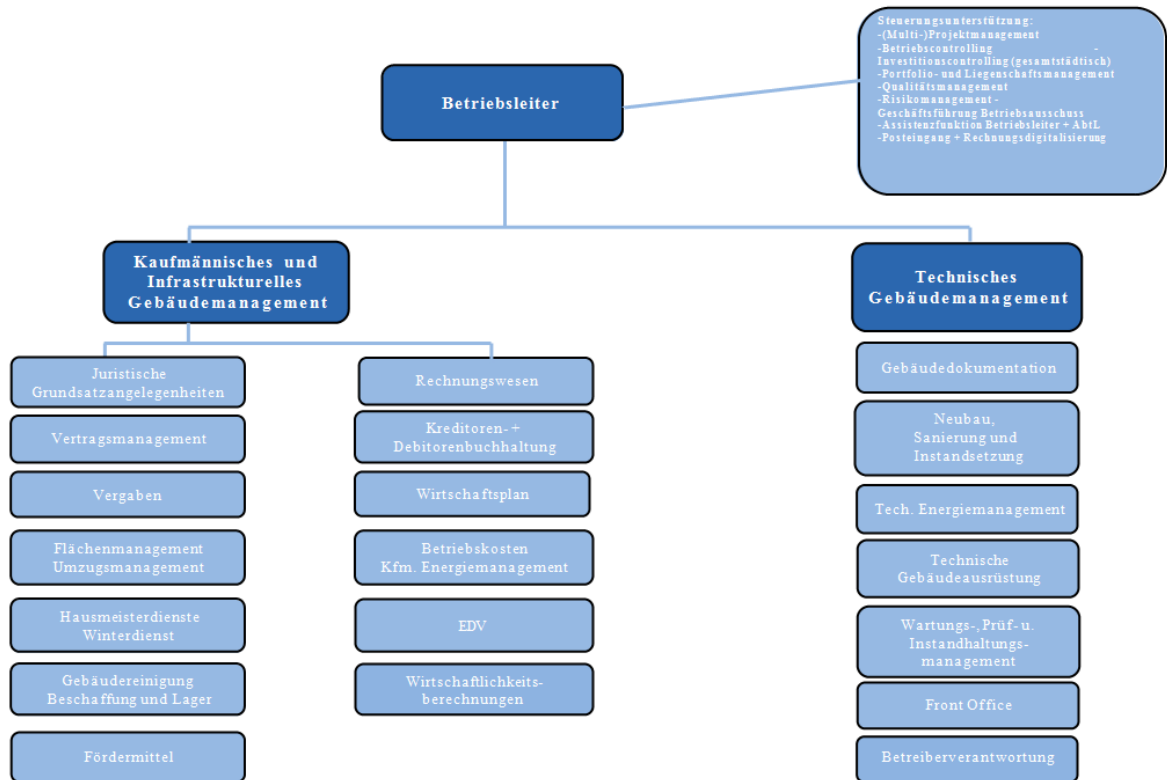 Steuerungsunterstützung:
-(Multi-)Projektmanagement
-Betriebscontrolling -
Investitionscontrolling (gesamtstädtisch)
-Portfolio- und Liegenschaftsmanagement
-Qualitätsmanagement
-Risikomanagement -
Geschäftsführung Betriebsausschuss
-Assistenzfunktion Betriebsleiter + AbtL
-Posteingang + Rechnungsdigitalisierung
Betriebsleiter
Kaufmännisches und
Infrastrukturelles
Gebäudemanagement
Juristische
Grundsatzangelegenheiten
Vertragsmanagement
Vergaben
Flächenmanagement
Umzugsmanagement
Hausmeisterdienste
Winterdienst
Gebäudereinigung
Beschaffung und Lager
Fördermittel
Rechnungswesen
Kreditoren- +
Debitorenbuchhaltung
Wirtschaftsplan
Betriebskosten
Kfm. Energiemanagement
EDV
Wirtschaftlichkeits-
berechnungen
Technisches
Gebäudemanagement
Gebäudedokumentation
Neubau,
Sanierung und
Instandsetzung
Tech. Energiemanagement
Technische
Gebäudeausrüstung
Wartungs-, Prüf- u.
Instandhaltungs-
management
Front Office
Betreiberverantwortung